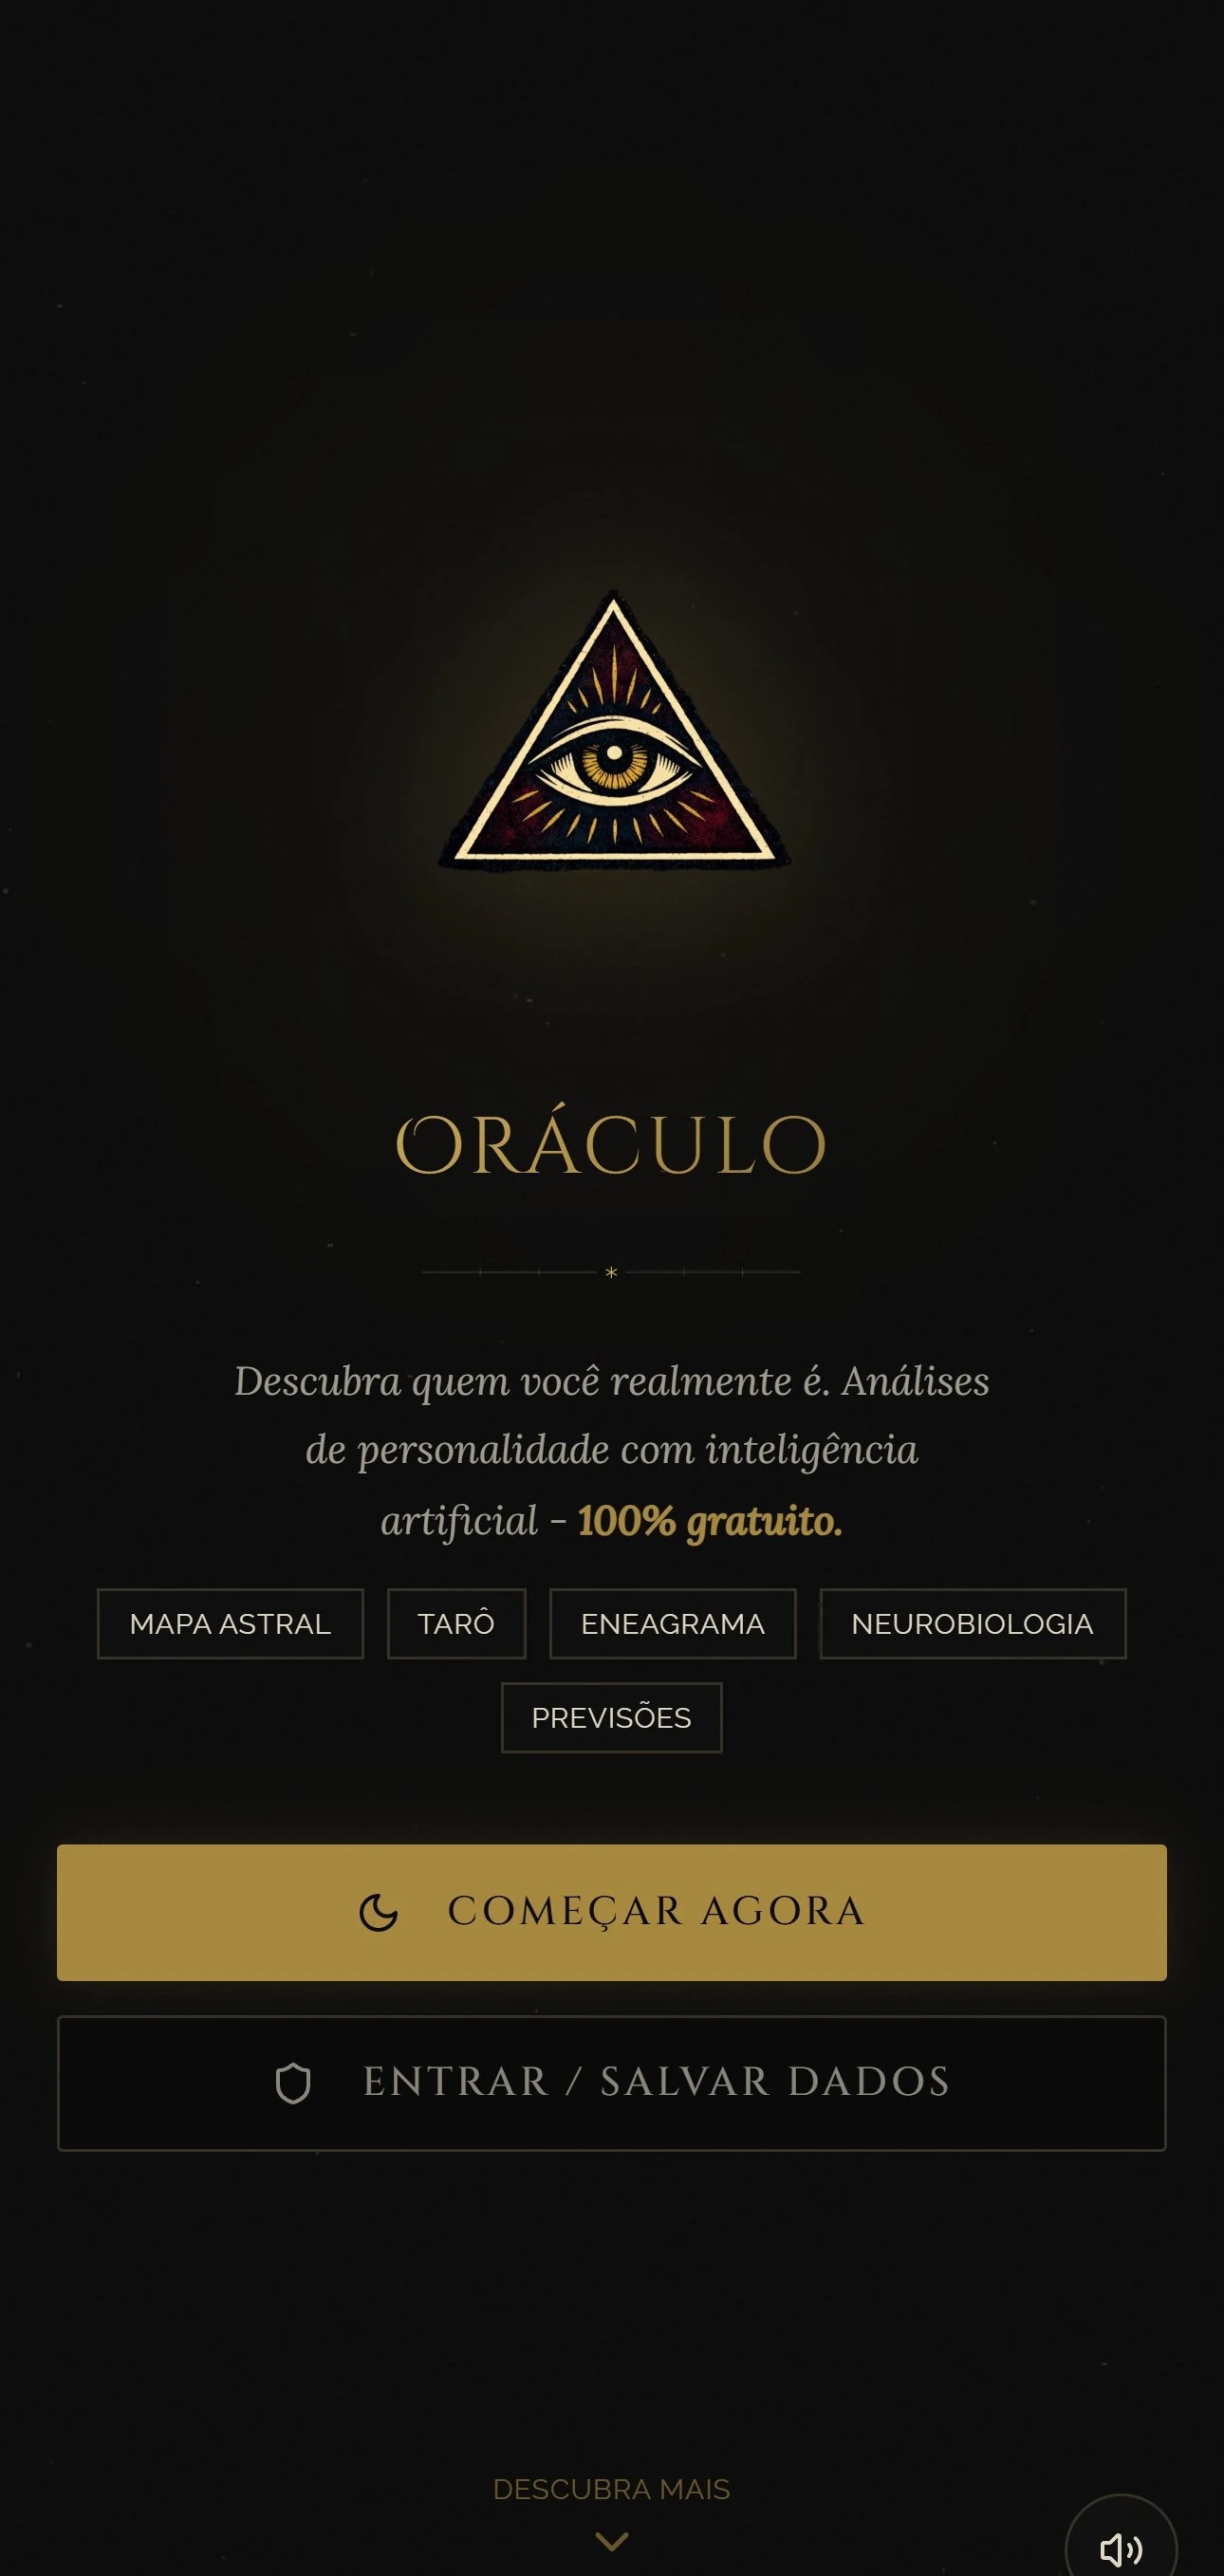 ORÁCULO
Descubra quem você realmente é. Análises
de personalidade com inteligência
artificial - 100% gratuito.
MAPA ASTRAL TARÔ ENEAGRAMA NEUROBIOLOGIA
PREVISÕES
COMEÇAR AGORA
ENTRAR / SALVAR DADOS
DESCUBRA MAIS